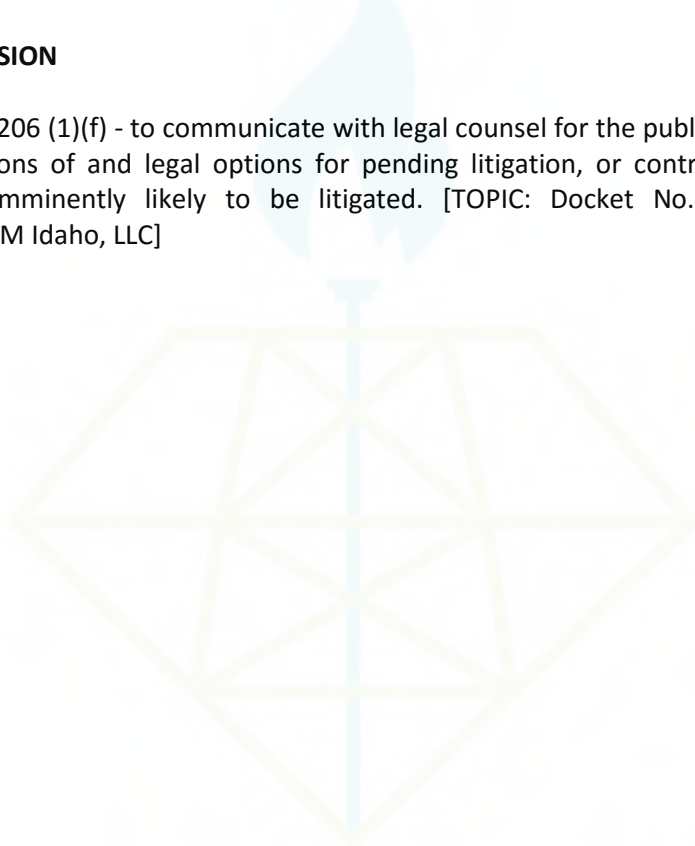 SION
206 (1)(f) - to communicate with legal counsel for the publ
ons of and legal options for pending litigation, or contr
mminently likely to be litigated. [TOPIC: Docket No.
M Idaho, LLC]